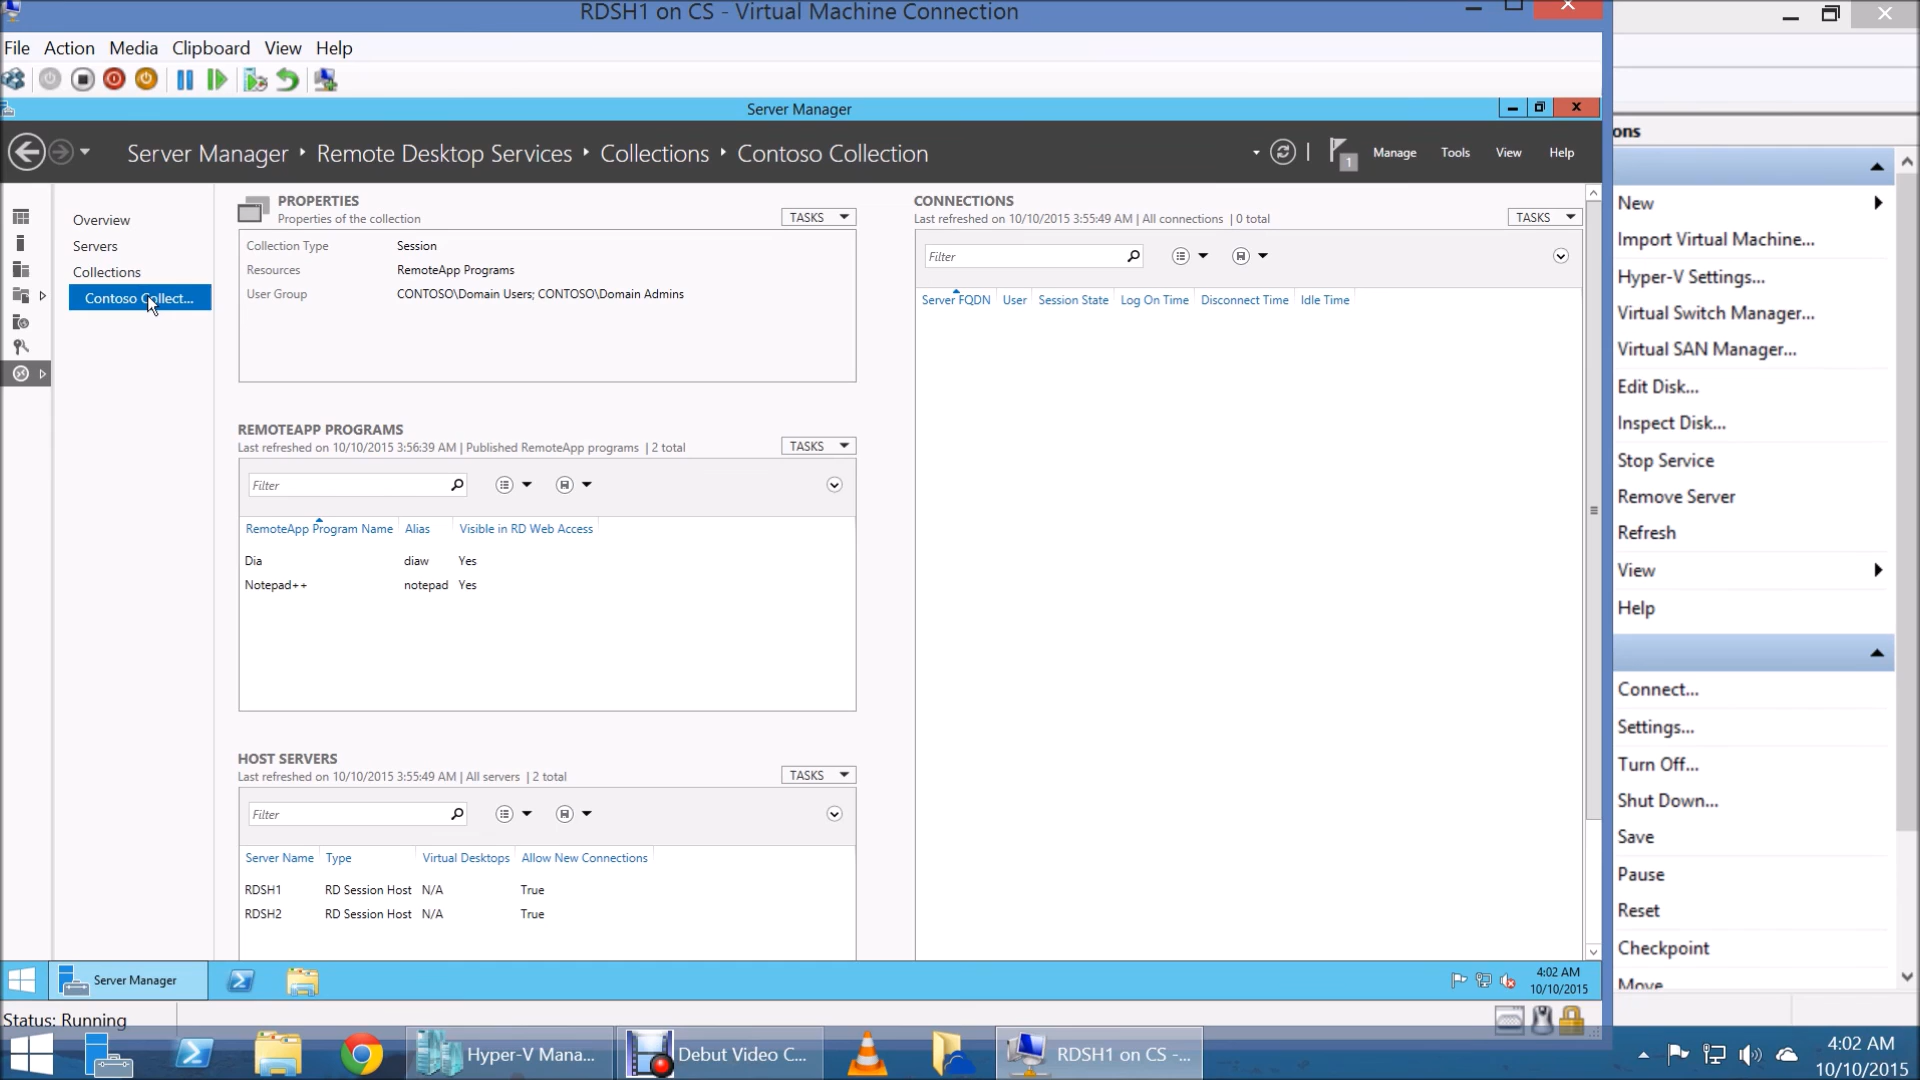 RDSH1 on CS - Virtual Machine Connection
File Action Media Clipboard View Help
Server Manager
Server Manager Remote Desktop Services Collections Contoso Collection
1 Manage Tools View Help
Overview
Servers
Collections
Contoso Collect...
PROPERTIES
Properties of the collection
TASKS
Collection Type Session
Resources RemoteApp Programs
User Group CONTOSO\Domain Users; CONTOSO\Domain Admins
REMOTEAPP PROGRAMS
Last refreshed on 10/10/2015 3:56:39 AM | Published RemoteApp programs | 2 total
TASKS
Filter
RemoteApp Program Name Alias Visible in RD Web Access
Dia diaw Yes
Notepad++ notepad Yes
HOST SERVERS
Last refreshed on 10/10/2015 3:55:49 AM | All servers | 2 total
TASKS
Filter
Server Name Type Virtual Desktops Allow New Connections
RDSH1 RD Session Host N/A True
RDSH2 RD Session Host N/A True
CONNECTIONS
Last refreshed on 10/10/2015 3:55:49 AM | All connections | 0 total
TASKS
Filter
Server FQDN User Session State Log On Time Disconnect Time Idle Time
Server Manager
4:02 AM
10/10/2015
Status: Running
ons
New
Import Virtual Machine...
Hyper-V Settings...
Virtual Switch Manager...
Virtual SAN Manager...
Edit Disk...
Inspect Disk...
Stop Service
Remove Server
Refresh
View
Help
Connect...
Settings...
Turn Off...
Shut Down...
Save
Pause
Reset
Checkpoint
Move
Hyper-V Mana...
Debut Video C...
RDSH1 on CS -...
4:02 AM
10/10/2015